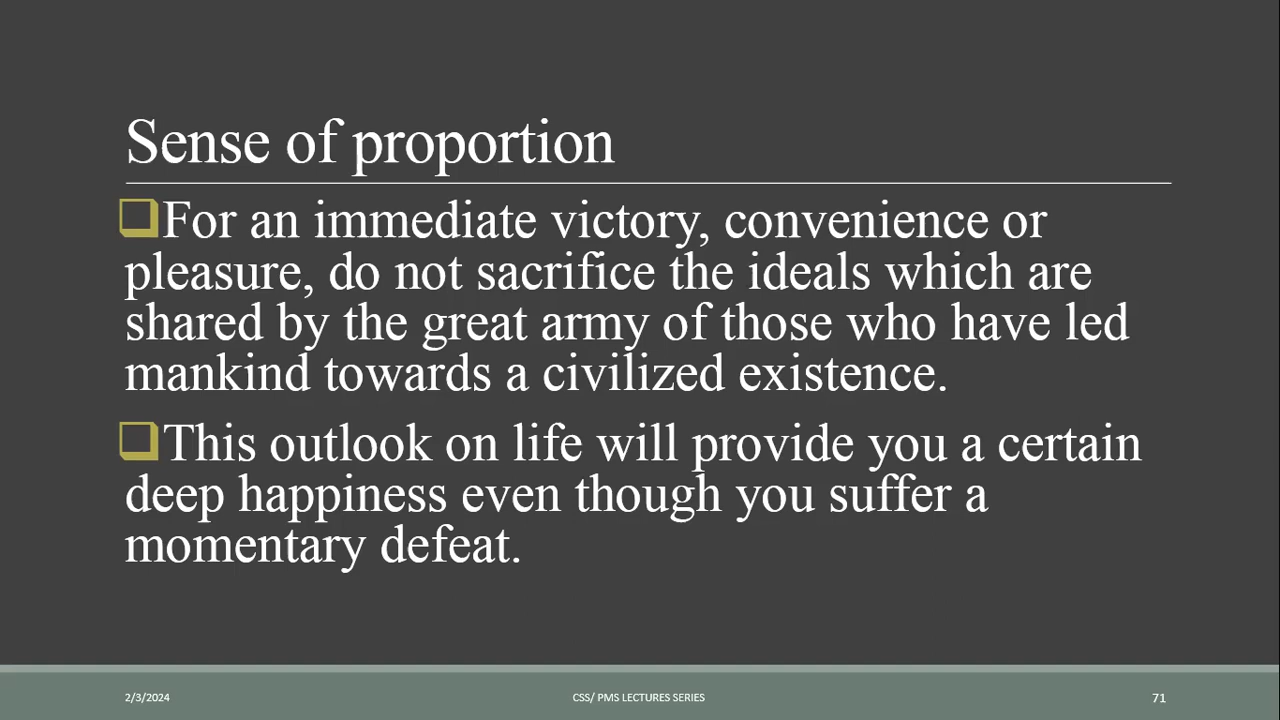 Sense of proportion
For an immediate victory, convenience or
pleasure, do not sacrifice the ideals which are
shared by the great army of those who have led
mankind towards a civilized existence.
This outlook on life will provide you a certain
deep happiness even though you suffer a
momentary defeat.
2/3/2024
CSS/ PMS LECTURES SERIES
71